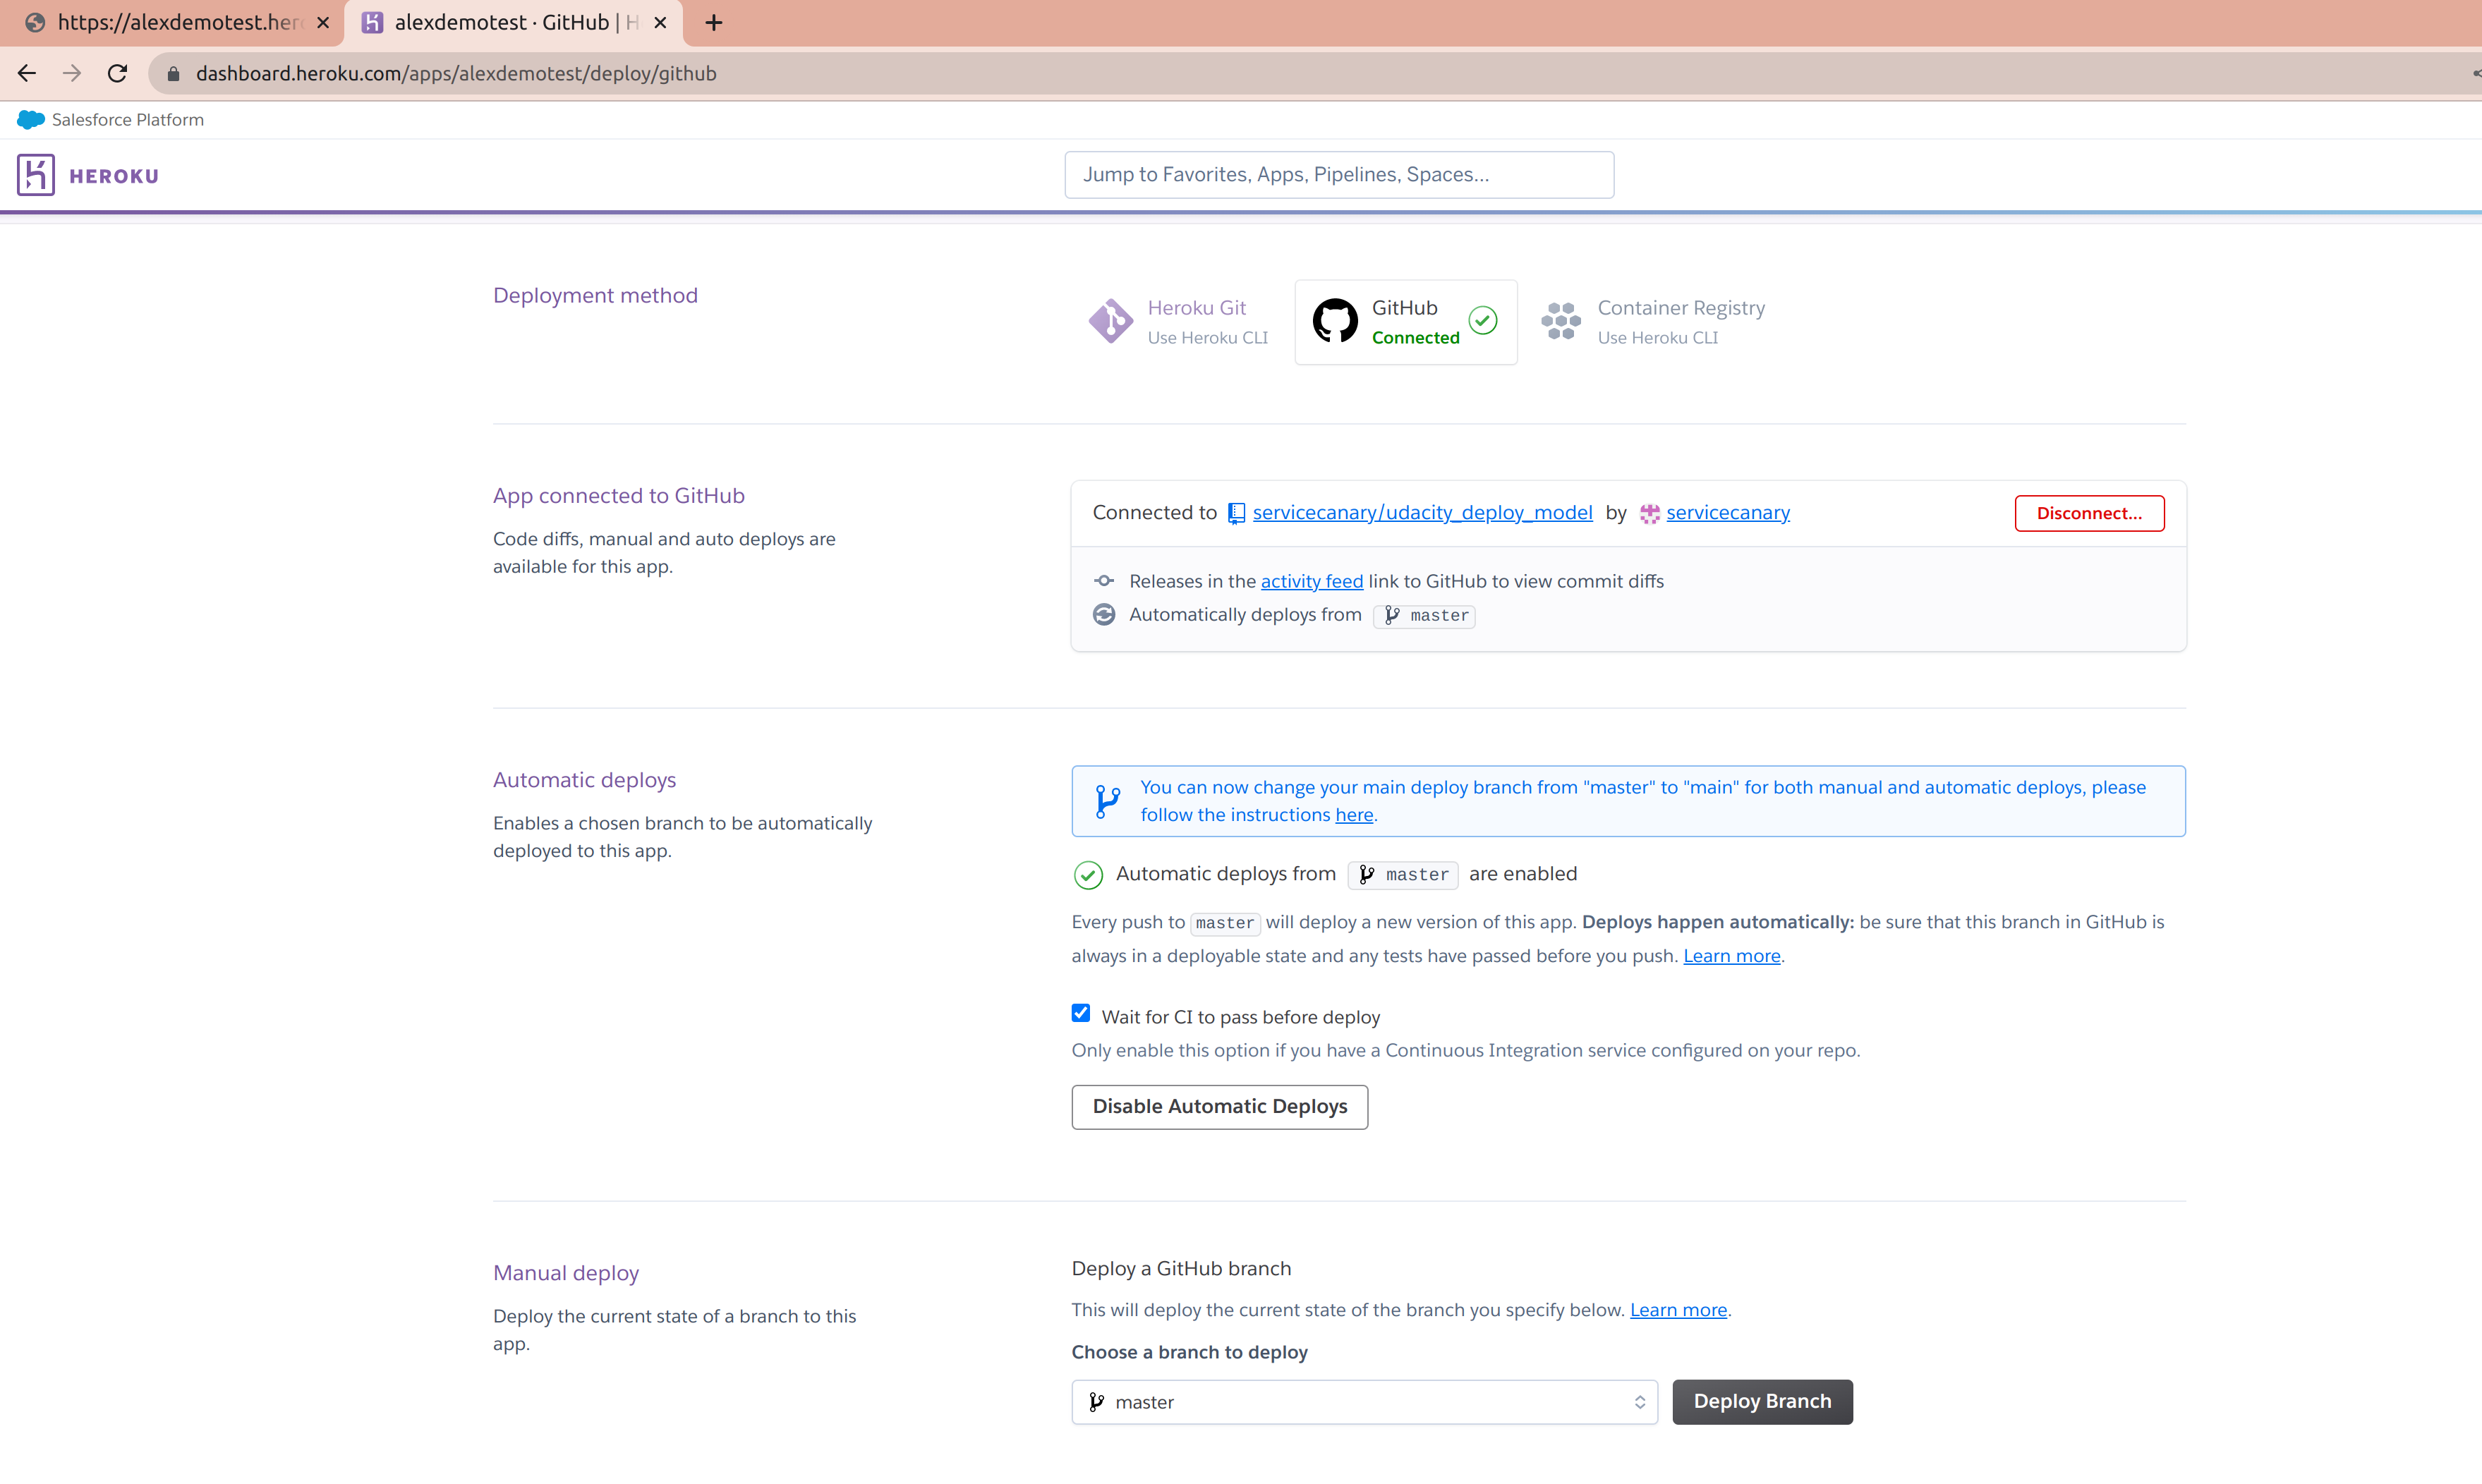 https://alexdemotest.her
alexdemotest · GitHub | H
dashboard.heroku.com/apps/alexdemotest/deploy/github
Salesforce Platform
HEROKU
Jump to Favorites, Apps, Pipelines, Spaces...
Deployment method
Heroku Git
Use Heroku CLI
GitHub
Connected
Container Registry
Use Heroku CLI
App connected to GitHub
Code diffs, manual and auto deploys are
available for this app.
Connected to servicecanary/udacity_deploy_model by servicecanary
Disconnect...
Releases in the activity feed link to GitHub to view commit diffs
Automatically deploys from master
Automatic deploys
Enables a chosen branch to be automatically
deployed to this app.
You can now change your main deploy branch from "master" to "main" for both manual and automatic deploys, please
follow the instructions here.
Automatic deploys from master are enabled
Every push to master will deploy a new version of this app. Deploys happen automatically: be sure that this branch in GitHub is
always in a deployable state and any tests have passed before you push. Learn more.
Wait for CI to pass before deploy
Only enable this option if you have a Continuous Integration service configured on your repo.
Disable Automatic Deploys
Manual deploy
Deploy the current state of a branch to this
app.
Deploy a GitHub branch
This will deploy the current state of the branch you specify below. Learn more.
Choose a branch to deploy
master
Deploy Branch